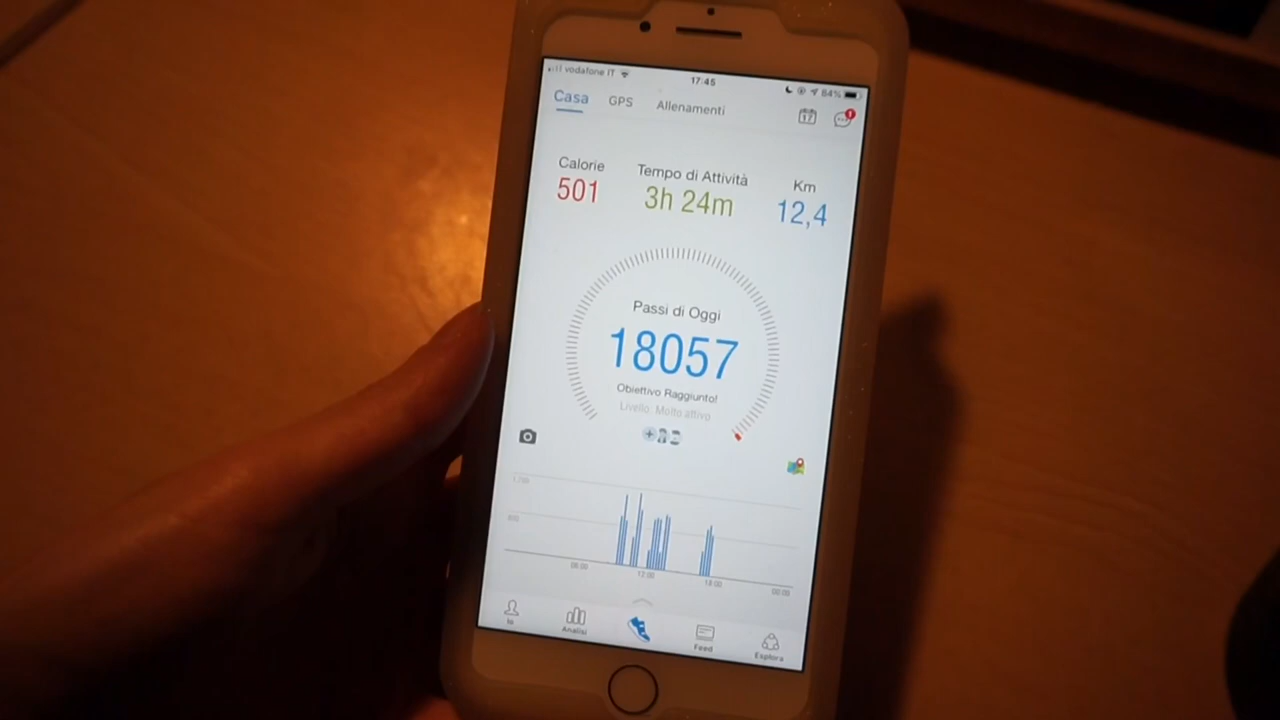 vodafone IT 17:45 84%
Casa GPS Allenamenti 17 1
Calorie Tempo di Attività Km
501 3h 24m 12,4
Passi di Oggi
18057
Obiettivo Raggiunto!
Livello Molto attivo
06:00 12:00 18:00 00:00
Io Analisi Feed Esplora